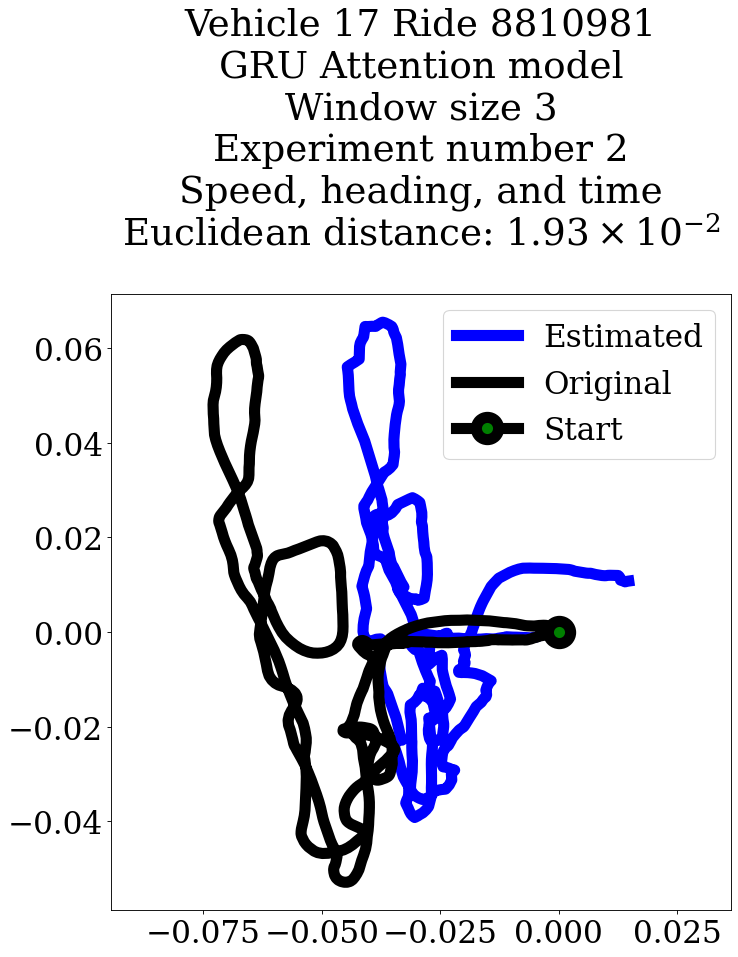 Vehicle 17 Ride 8810981
GRU Attention model
Window size 3
Experiment number 2
Speed, heading, and time
Euclidean distance: 1.93 × 10⁻²
Estimated
Original
Start
0.06
0.04
0.02
0.00
−0.02
−0.04
−0.075 −0.050 −0.025 0.000 0.025